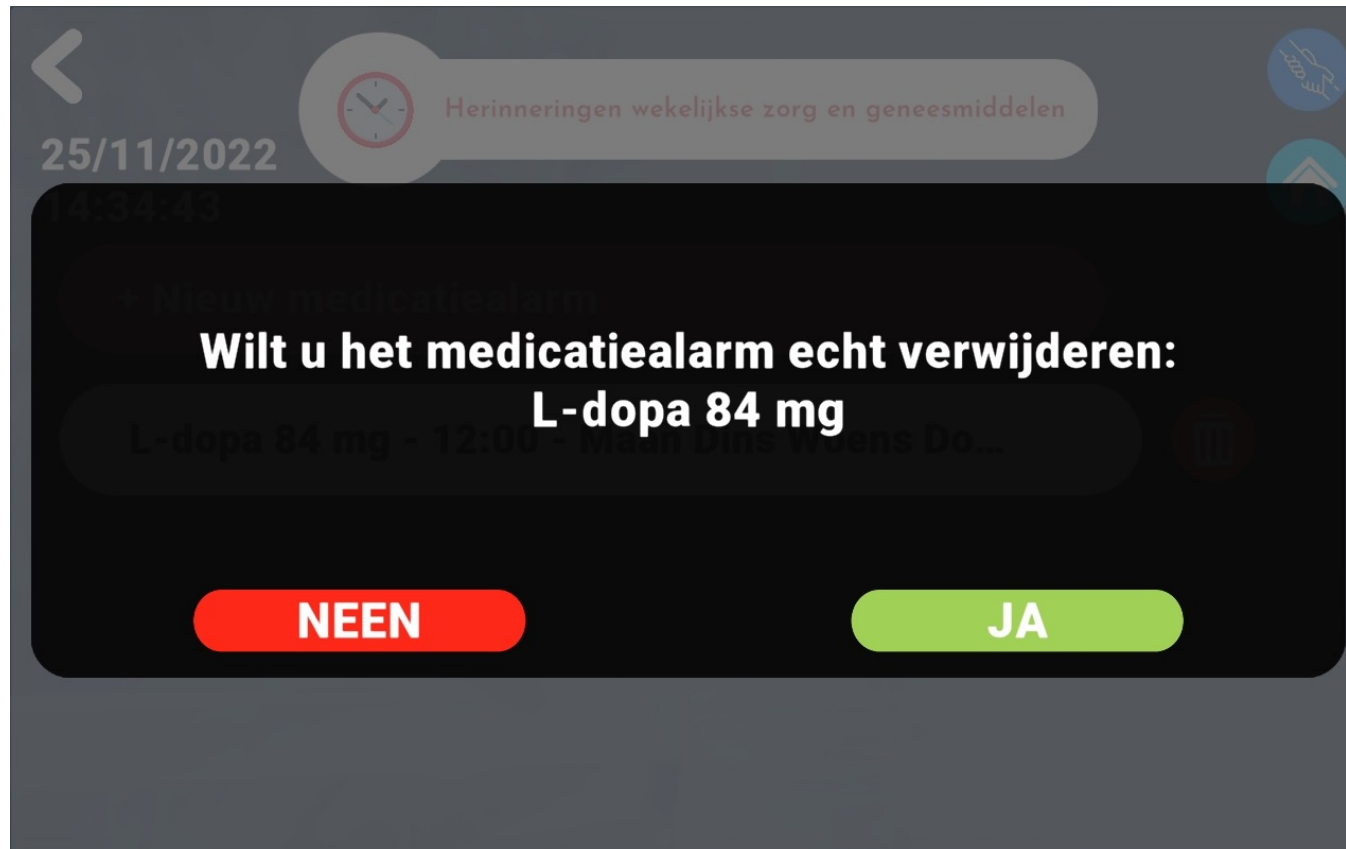 Herinneringen wekelijkse zorg en geneesmiddelen
25/11/2022
14:34:43
+ Nieuw medicatiealarm
Wilt u het medicatiealarm echt verwijderen:
L-dopa 84 mg
L-dopa 84 mg - 12:00 - Maan Dins Woens Do...
NEEN
JA